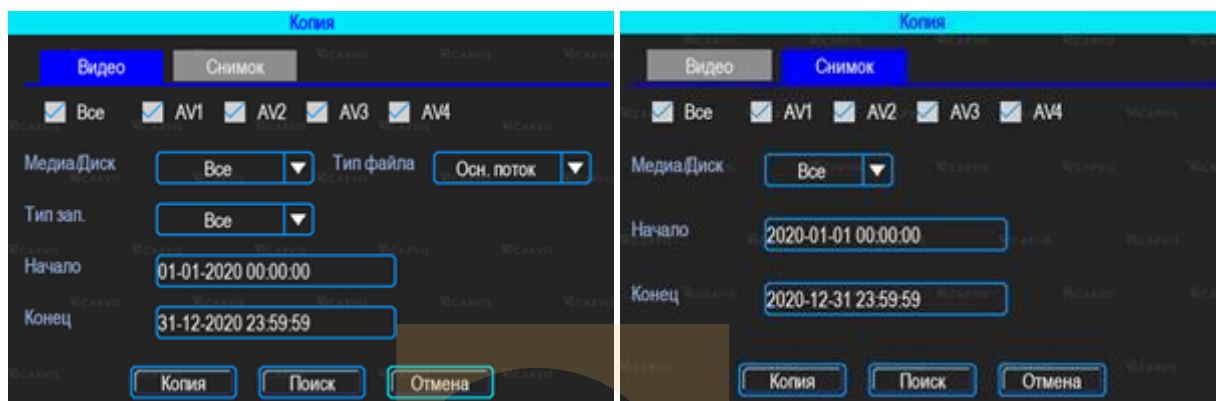 Копия
Видео Снимок
Все AV1 AV2 AV3 AV4
Медиа/Диск Все Тип файла Осн. поток
Тип зап. Все
Начало 01-01-2020 00:00:00
Конец 31-12-2020 23:59:59
Копия Поиск Отмена
Копия
Видео Снимок
Все AV1 AV2 AV3 AV4
Медиа/Диск Все
Начало 2020-01-01 00:00:00
Конец 2020-12-31 23:59:59
Копия Поиск Отмена
CARVIS